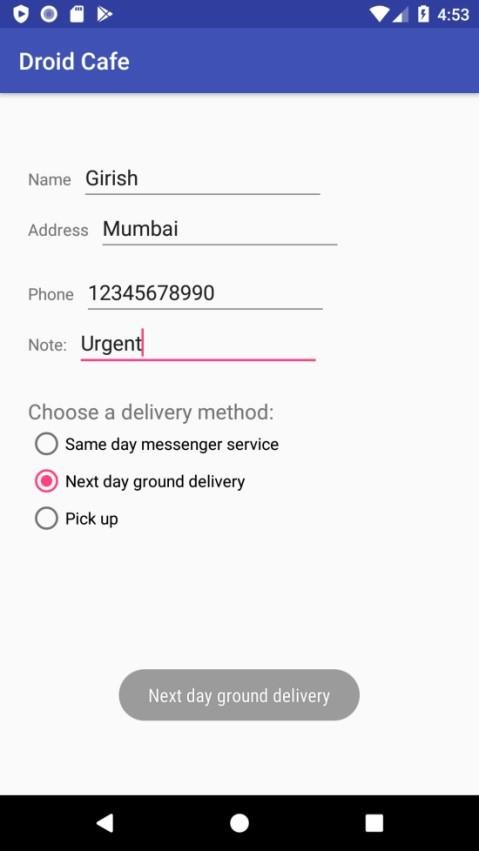 4:53
Droid Cafe
Name Girish
Address Mumbai
Phone 12345678990
Note: Urgent
Choose a delivery method:
Same day messenger service
Next day ground delivery
Pick up
Next day ground delivery